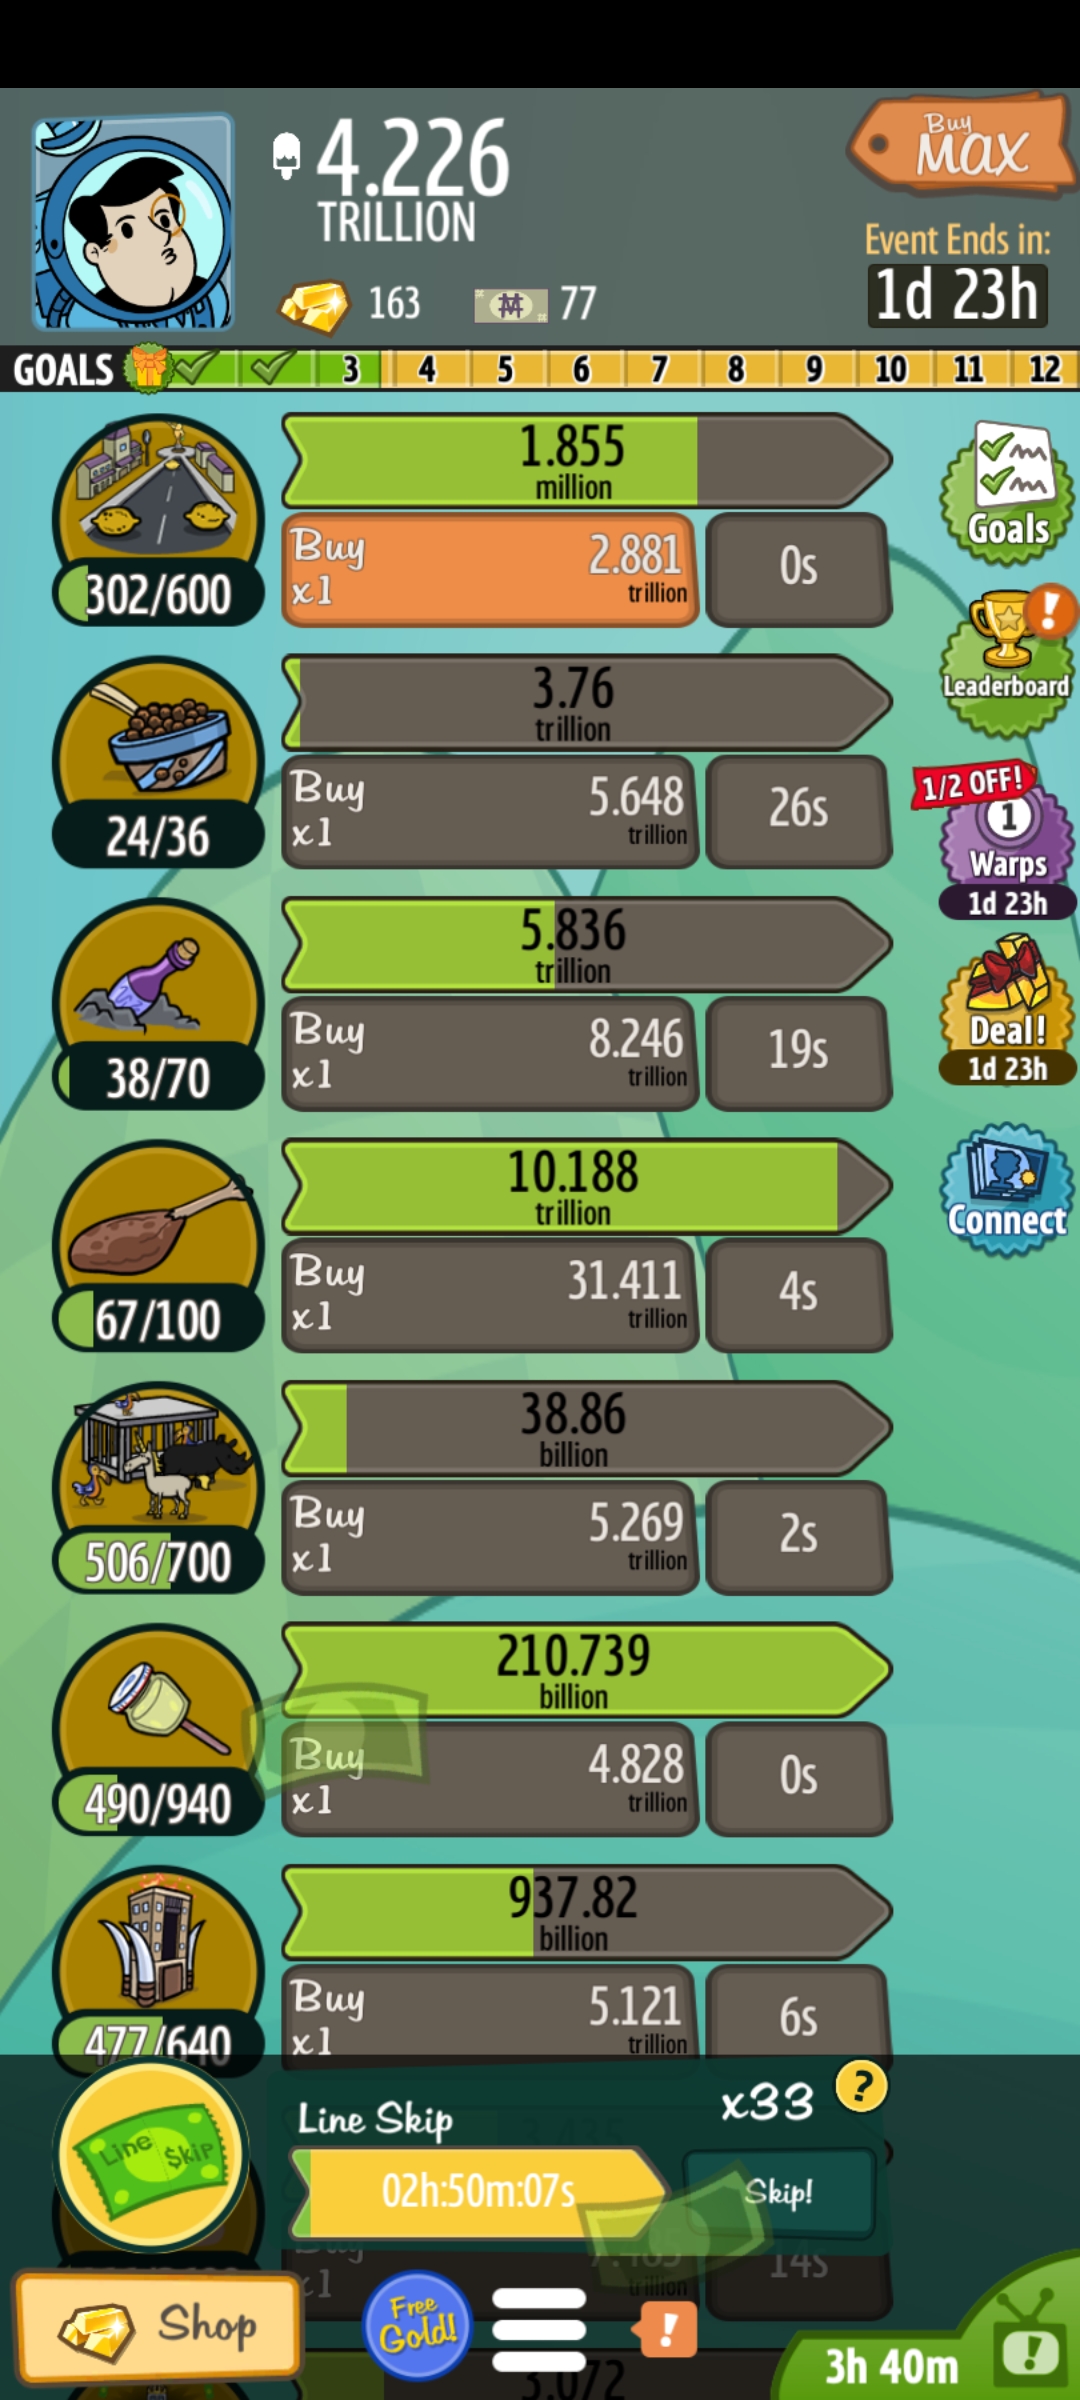 4.226
TRILLION
Buy
MAX
Event Ends in:
1d 23h
163
77
GOALS
3 4 5 6 7 8 9 10 11 12
1.855
million
Buy
x1
2.881
trillion
0s
302/600
Goals
Leaderboard
3.76
trillion
Buy
x1
5.648
trillion
26s
24/36
1/2 OFF!
1
Warps
1d 23h
5.836
trillion
Buy
x1
8.246
trillion
19s
38/70
Deal!
1d 23h
10.188
trillion
Buy
x1
31.411
trillion
4s
67/100
Connect
38.86
billion
Buy
x1
5.269
trillion
2s
506/700
210.739
billion
Buy
x1
4.828
trillion
0s
490/940
937.82
billion
Buy
x1
5.121
trillion
6s
477/640
Line Skip
x33
?
Line $kip
02h:50m:07s
Skip!
x1
trillion
14s
Shop
Free
Gold!
!
3h 40m
3.072